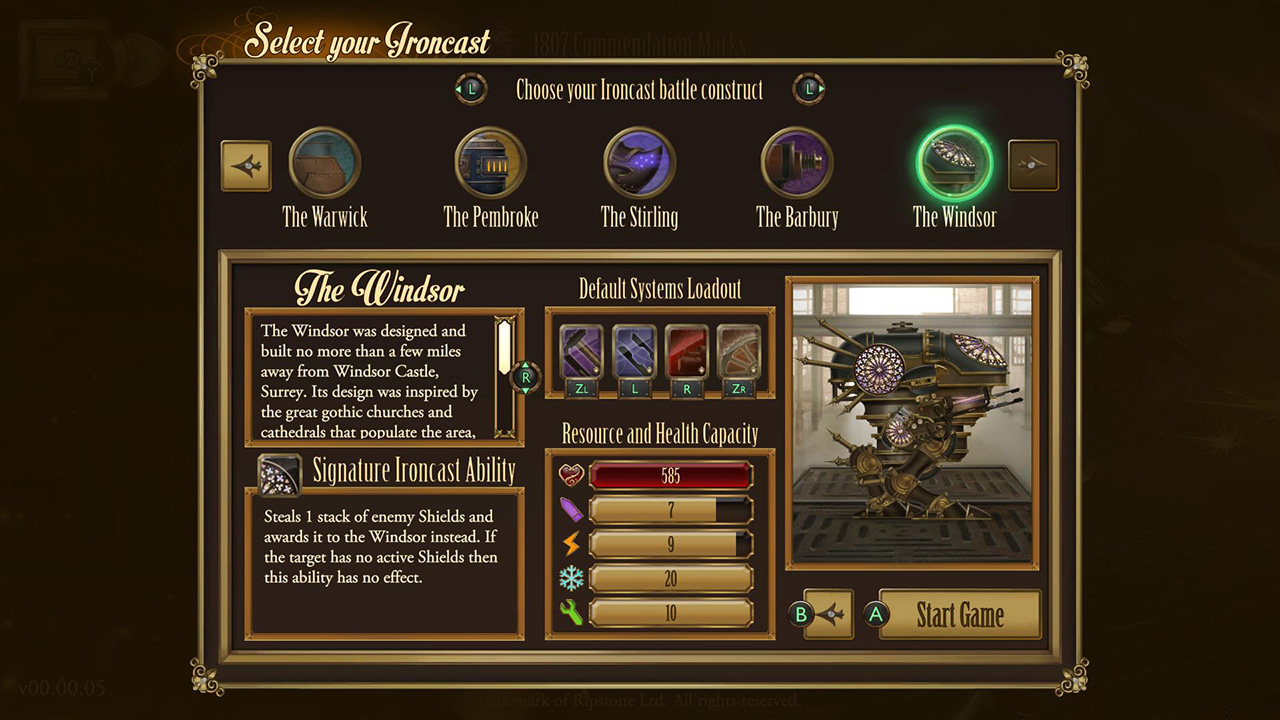 Select your Ironcast
1807 Commendation Marks
Y
L
Choose your Ironcast battle construct
L
The Warwick
The Pembroke
The Stirling
The Barbury
The Windsor
The Windsor
The Windsor was designed and
built no more than a few miles
away from Windsor Castle,
Surrey. Its design was inspired by
the great gothic churches and
cathedrals that populate the area,
R
Signature Ironcast Ability
Steals 1 stack of enemy Shields and
awards it to the Windsor instead. If
the target has no active Shields then
this ability has no effect.
Default Systems Loadout
ZL
L
R
ZR
Resource and Health Capacity
585
7
9
20
10
B
A
Start Game
v00.00.05
trademark of Ripstone Ltd. All rights reserved.